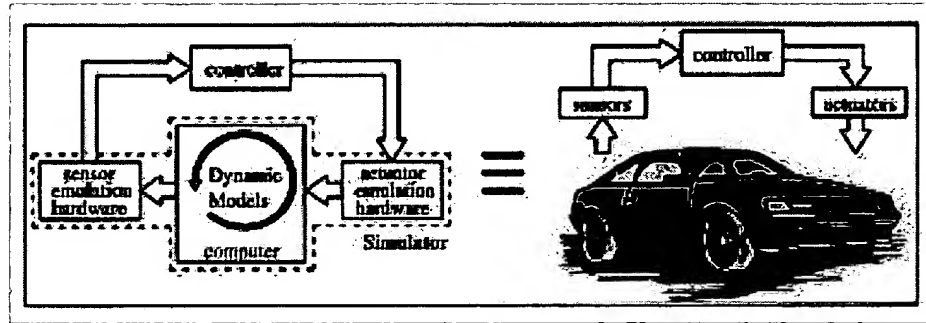 controller
sensor
emulation
hardware
Dynamic
Models
computer
actuator
emulation
hardware
Simulator
controller
sensors
actuators